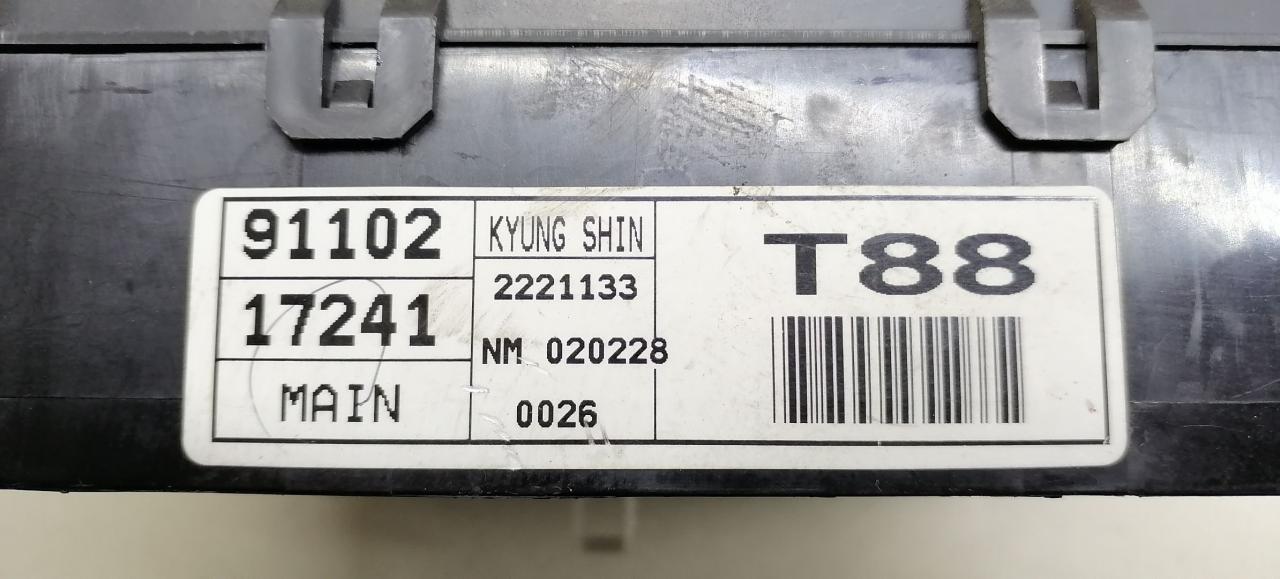 91102
17241
MAIN
KYUNG SHIN
2221133
NM 020228
0026
T88